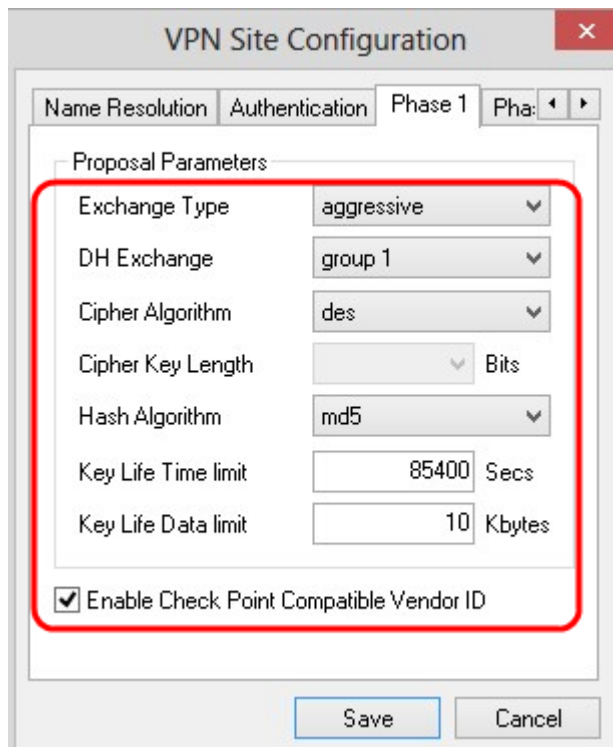 VPN Site Configuration
Name Resolution Authentication Phase 1 Pha:
Proposal Parameters
Exchange Type aggressive
DH Exchange group 1
Cipher Algorithm des
Cipher Key Length Bits
Hash Algorithm md5
Key Life Time limit 85400 Secs
Key Life Data limit 10 Kbytes
Enable Check Point Compatible Vendor ID
Save Cancel